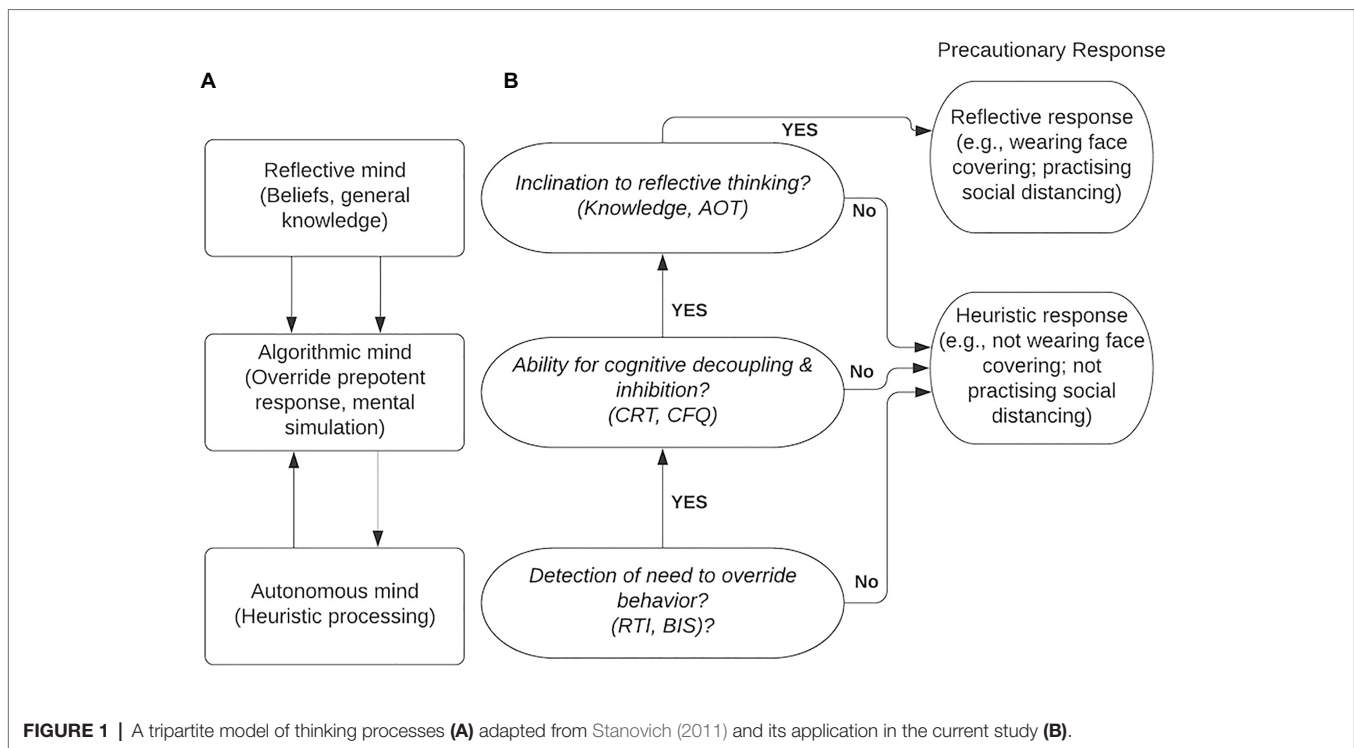 A
Reflective mind
(Beliefs, general
knowledge)
Algorithmic mind
(Override prepotent
response, mental
simulation)
Autonomous mind
(Heuristic processing)
B
Precautionary Response
YES
Inclination to reflective thinking?
(Knowledge, AOT)
No
Reflective response
(e.g., wearing face
covering; practising
social distancing)
YES
Ability for cognitive decoupling &
inhibition?
(CRT, CFQ)
No
Heuristic response
(e.g., not wearing face
covering; not
practising social
distancing)
YES
Detection of need to override
behavior?
(RTI, BIS)?
No
FIGURE 1 | A tripartite model of thinking processes (A) adapted from Stanovich (2011) and its application in the current study (B).